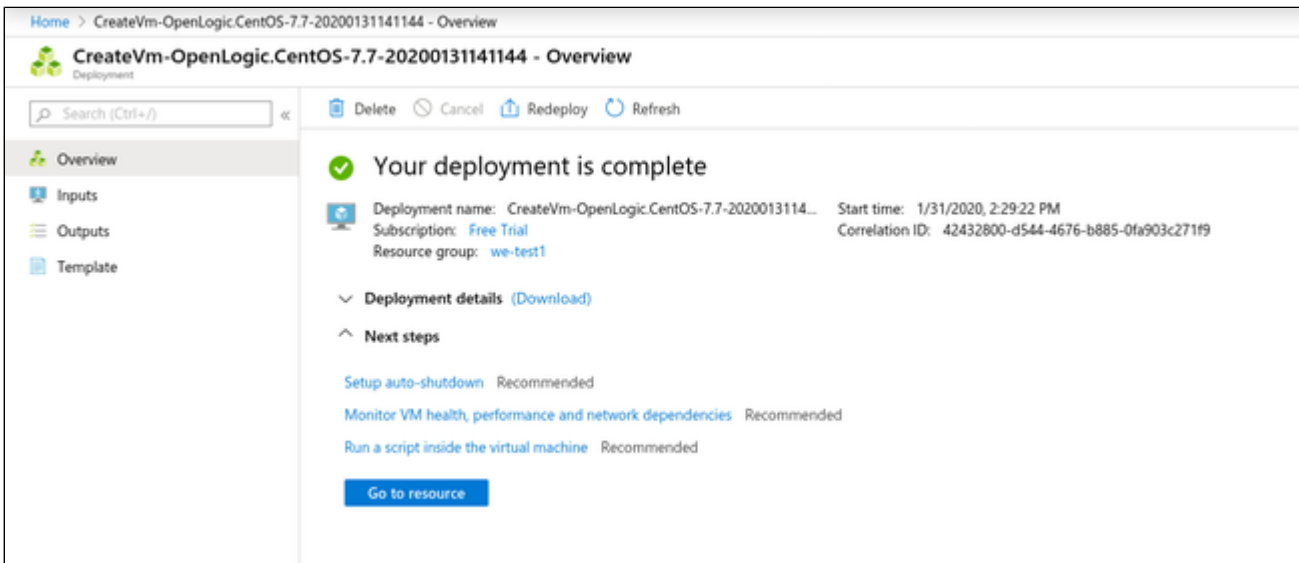 Home > CreateVm-OpenLogic.CentOS-7.7-20200131141144 - Overview
CreateVm-OpenLogic.CentOS-7.7-20200131141144 - Overview
Deployment
Search (Ctrl+/)
«
Delete Cancel Redeploy Refresh
Overview
Inputs
Outputs
Template
Your deployment is complete
Deployment name: CreateVm-OpenLogic.CentOS-7.7-2020013114...
Subscription: Free Trial
Resource group: we-test1
Start time: 1/31/2020, 2:29:22 PM
Correlation ID: 42432800-d544-4676-b885-0fa903c271f9
Deployment details (Download)
Next steps
Setup auto-shutdown Recommended
Monitor VM health, performance and network dependencies Recommended
Run a script inside the virtual machine Recommended
Go to resource